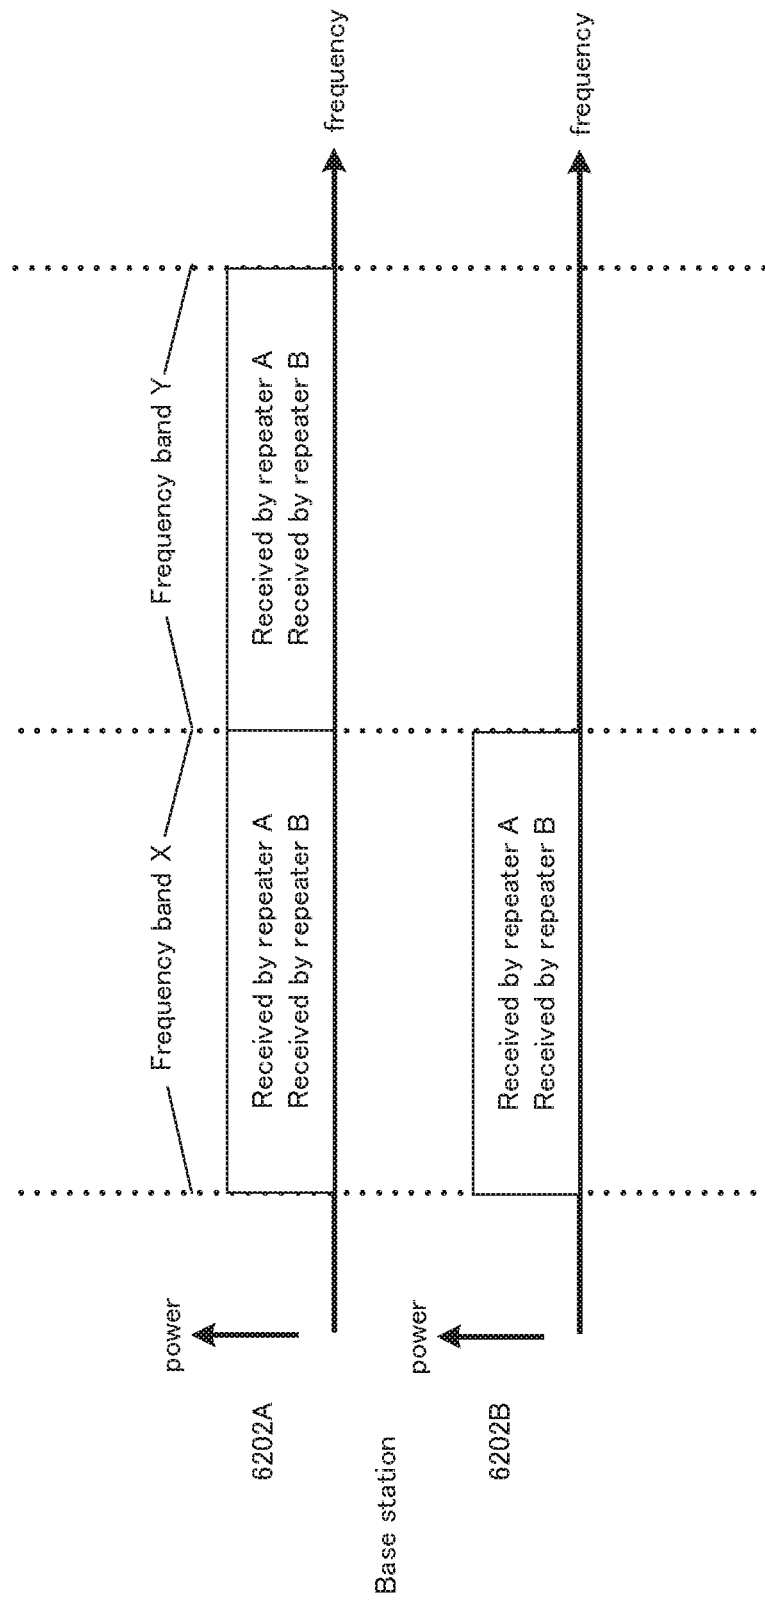 Frequency band X
Frequency band Y
power
6202A
Received by repeater A
Received by repeater B
Received by repeater A
Received by repeater B
frequency
Base station
power
6202B
Received by repeater A
Received by repeater B
frequency